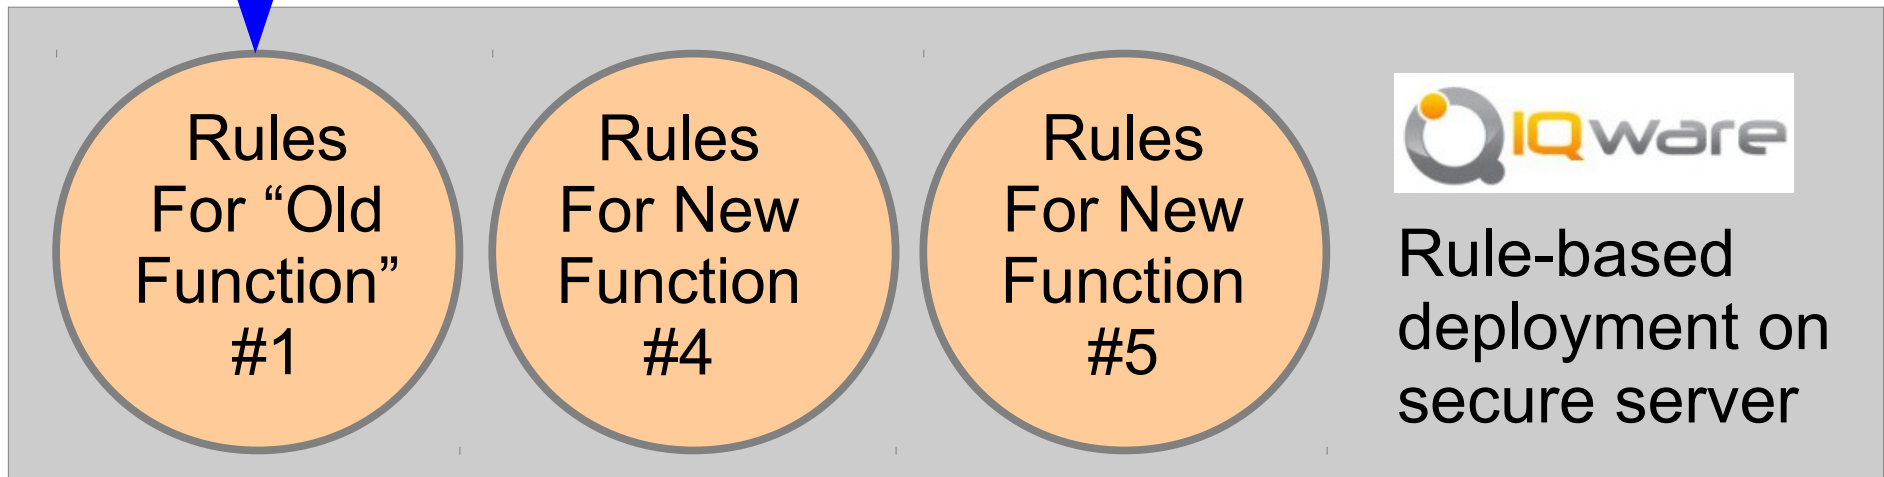 Rules
For “Old
Function”
#1
Rules
For New
Function
#4
Rules
For New
Function
#5
IQware
Rule-based
deployment on
secure server